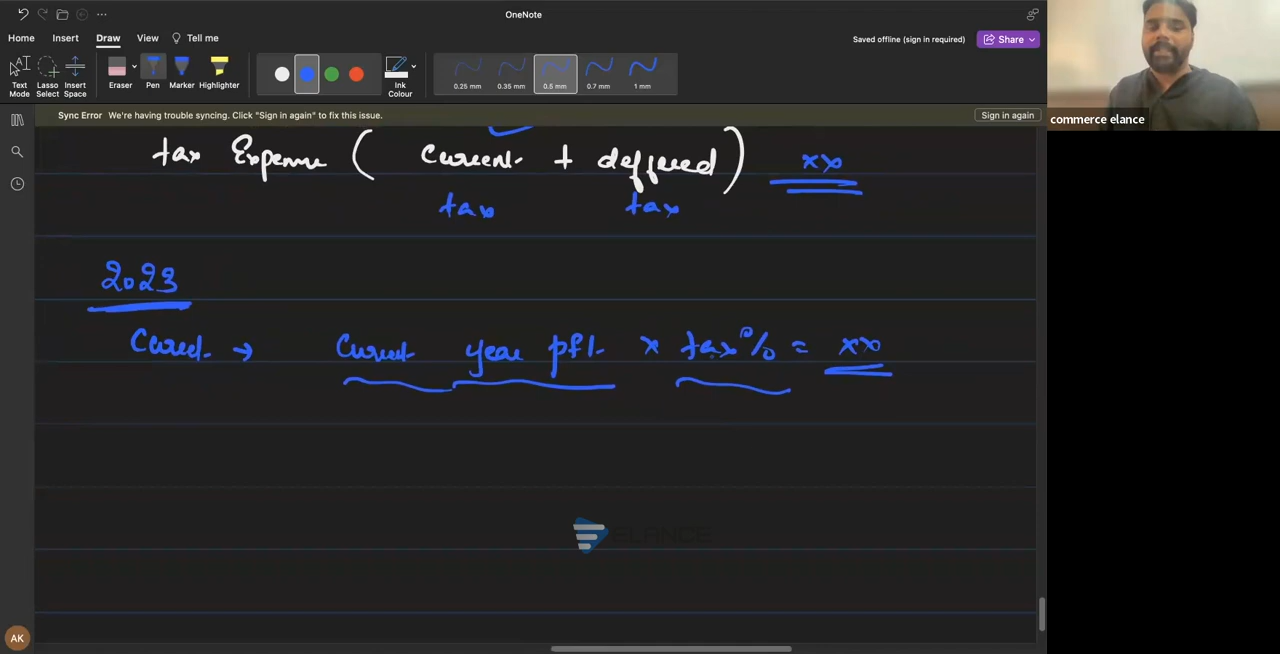 OneNote
Home Insert Draw View Tell me
Saved offline (sign in required) Share
Text Mode
Lasso Select
Insert Space
Eraser
Pen
Marker
Highlighter
Ink Colour
0.25 mm 0.35 mm 0.5 mm 0.7 mm 1 mm
commerce elance
Sync Error We're having trouble syncing. Click "Sign in again" to fix this issue. Sign in again
tax Expense ( Current + deffered ) xx
tax tax
2023
Current → Current year pft x tax % = xx
ELANCE
AK